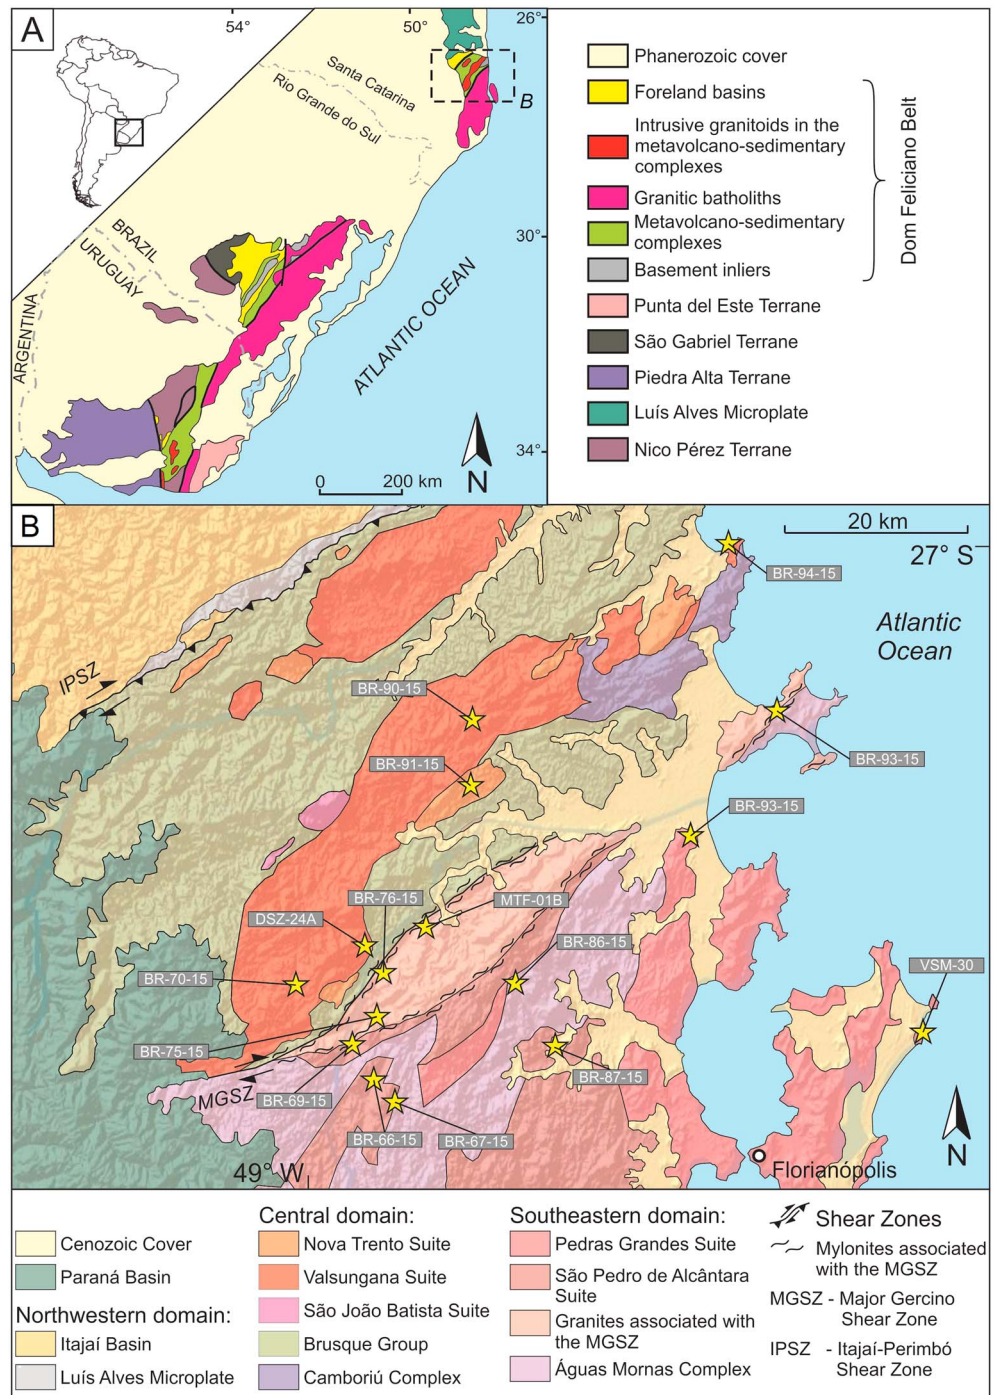 A
54°
50°
26°
Santa Catarina
Rio Grande do Sul
B
BRAZIL
URUGUAY
ARGENTINA
30°
ATLANTIC OCEAN
34°
N
0 200 km
Phanerozoic cover
Foreland basins
Intrusive granitoids in the
metavolcano-sedimentary
complexes
Granitic batholiths
Metavolcano-sedimentary
complexes
Basement inliers
Dom Feliciano Belt
Punta del Este Terrane
São Gabriel Terrane
Piedra Alta Terrane
Luís Alves Microplate
Nico Pérez Terrane
B
20 km
27° S
BR-94-15
Atlantic
Ocean
IPSZ
BR-90-15
BR-91-15
BR-93-15
BR-93-15
BR-76-15
MTF-01B
DSZ-24A
BR-86-15
VSM-30
BR-70-15
BR-75-15
BR-87-15
MGSZ
BR-69-15
BR-66-15
BR-67-15
49° W
Florianópolis
N
Cenozoic Cover
Paraná Basin
Northwestern domain:
Itajaí Basin
Luís Alves Microplate
Central domain:
Nova Trento Suite
Valsungana Suite
São João Batista Suite
Brusque Group
Camboriú Complex
Southeastern domain:
Pedras Grandes Suite
São Pedro de Alcântara
Suite
Granites associated with
the MGSZ
Águas Mornas Complex
Shear Zones
Mylonites associated
with the MGSZ
MGSZ - Major Gercino
Shear Zone
IPSZ - Itajaí-Perimbó
Shear Zone